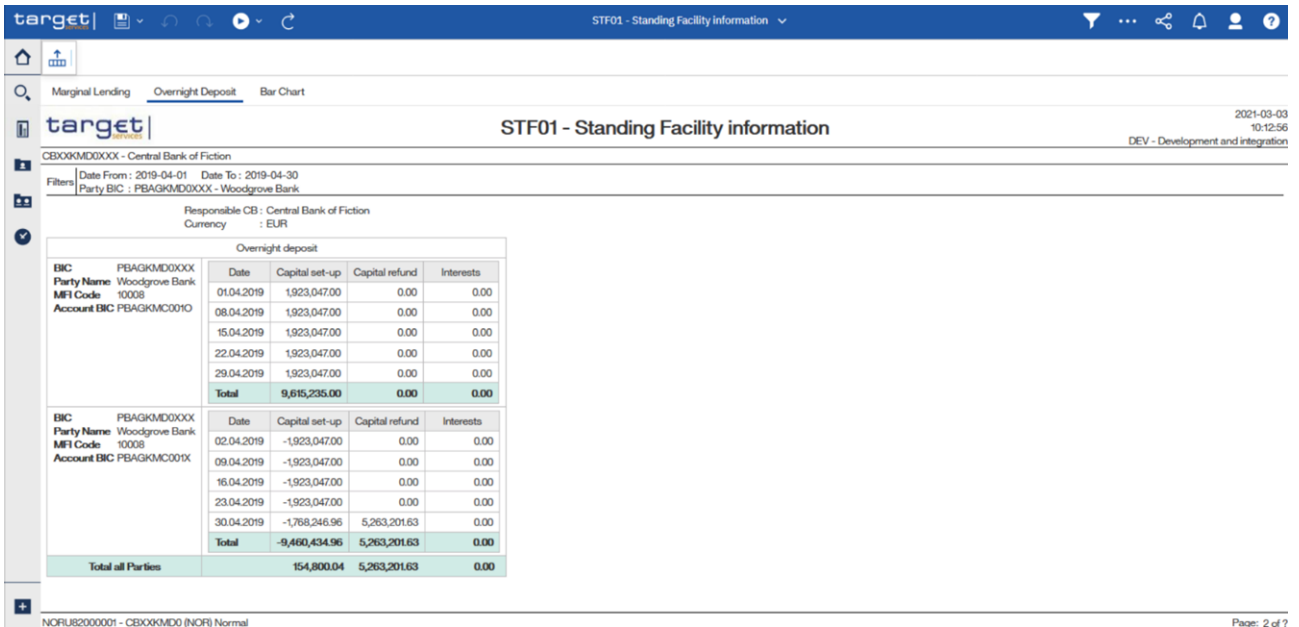 target|
STF01 - Standing Facility information
Marginal Lending Overnight Deposit Bar Chart
target|
services
STF01 - Standing Facility information
2021-03-03
10:12:56
DEV - Development and integration
CBXXKMD0XXX - Central Bank of Fiction
Filters
Date From : 2019-04-01 Date To : 2019-04-30
Party BIC : PBAGKMD0XXX - Woodgrove Bank
Responsible CB : Central Bank of Fiction
Currency : EUR
Overnight deposit
BIC PBAGKMD0XXX
Party Name Woodgrove Bank
MFI Code 10008
Account BIC PBAGKMC001O
Date Capital set-up Capital refund Interests
01.04.2019 1,923,047.00 0.00 0.00
08.04.2019 1,923,047.00 0.00 0.00
15.04.2019 1,923,047.00 0.00 0.00
22.04.2019 1,923,047.00 0.00 0.00
29.04.2019 1,923,047.00 0.00 0.00
Total 9,615,235.00 0.00 0.00
BIC PBAGKMD0XXX
Party Name Woodgrove Bank
MFI Code 10008
Account BIC PBAGKMC001X
Date Capital set-up Capital refund Interests
02.04.2019 -1,923,047.00 0.00 0.00
09.04.2019 -1,923,047.00 0.00 0.00
16.04.2019 -1,923,047.00 0.00 0.00
23.04.2019 -1,923,047.00 0.00 0.00
30.04.2019 -1,768,246.96 5,263,201.63 0.00
Total -9,460,434.96 5,263,201.63 0.00
Total all Parties 154,800.04 5,263,201.63 0.00
NORU82000001 - CBXXKMD0 (NOR) Normal
Page: 2 of ?